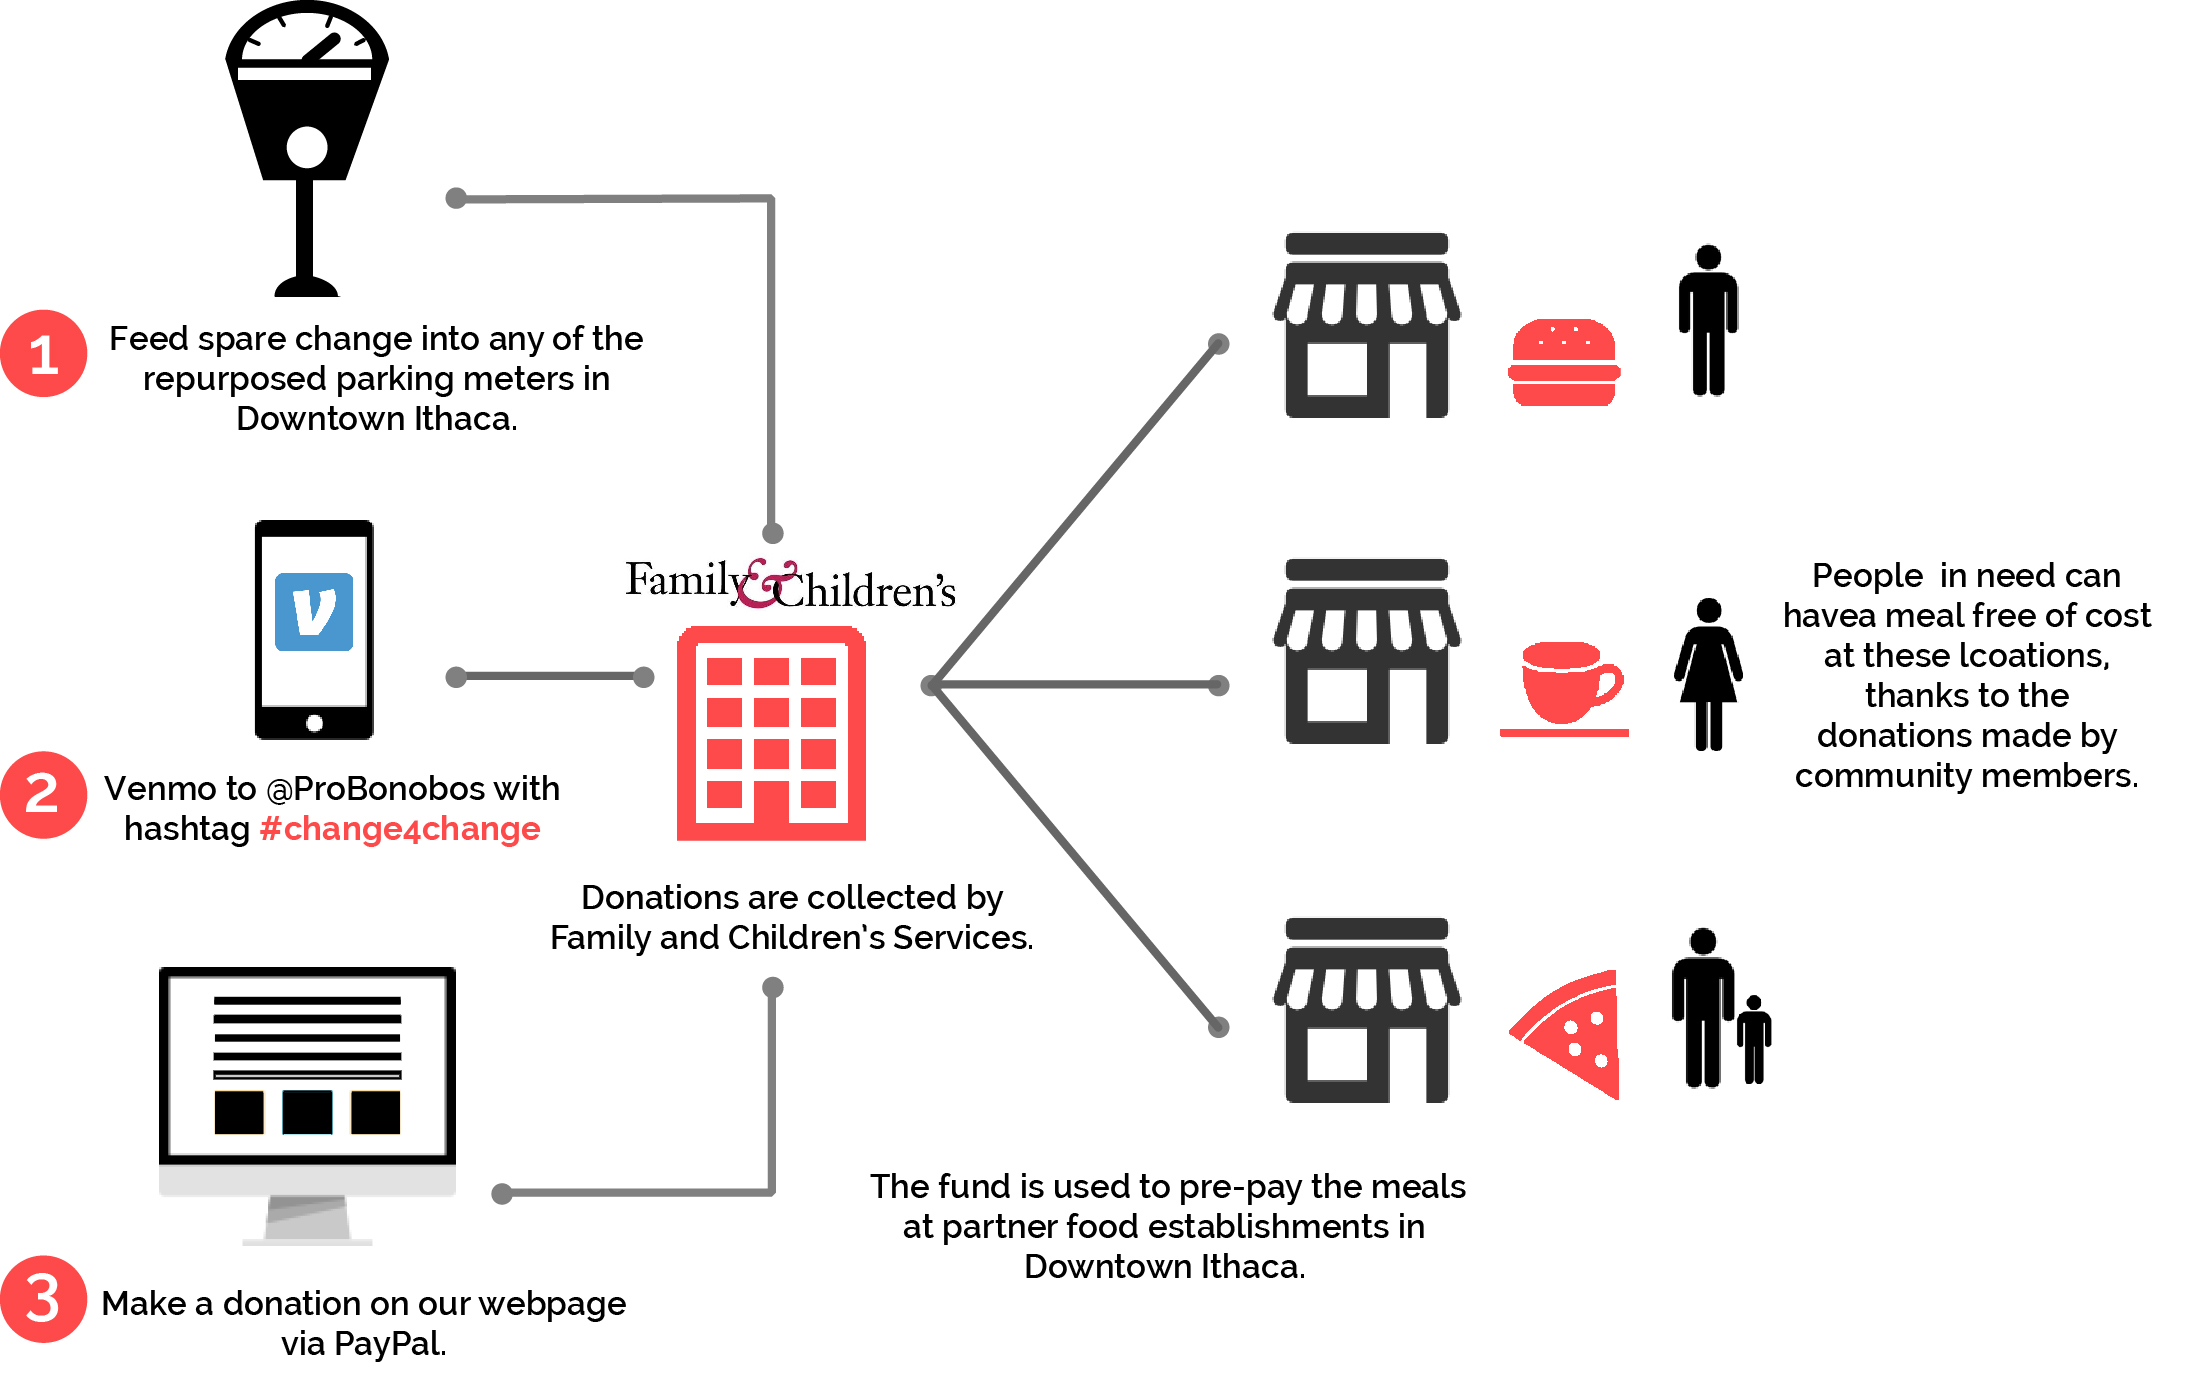 1
Feed spare change into any of the
repurposed parking meters in
Downtown Ithaca.
v
2
Venmo to @ProBonobos with
hashtag #change4change
3
Make a donation on our webpage
via PayPal.
Family & Children's
Donations are collected by
Family and Children's Services.
The fund is used to pre-pay the meals
at partner food establishments in
Downtown Ithaca.
People  in need can
havea meal free of cost
at these lcoations,
thanks to the
donations made by
community members.